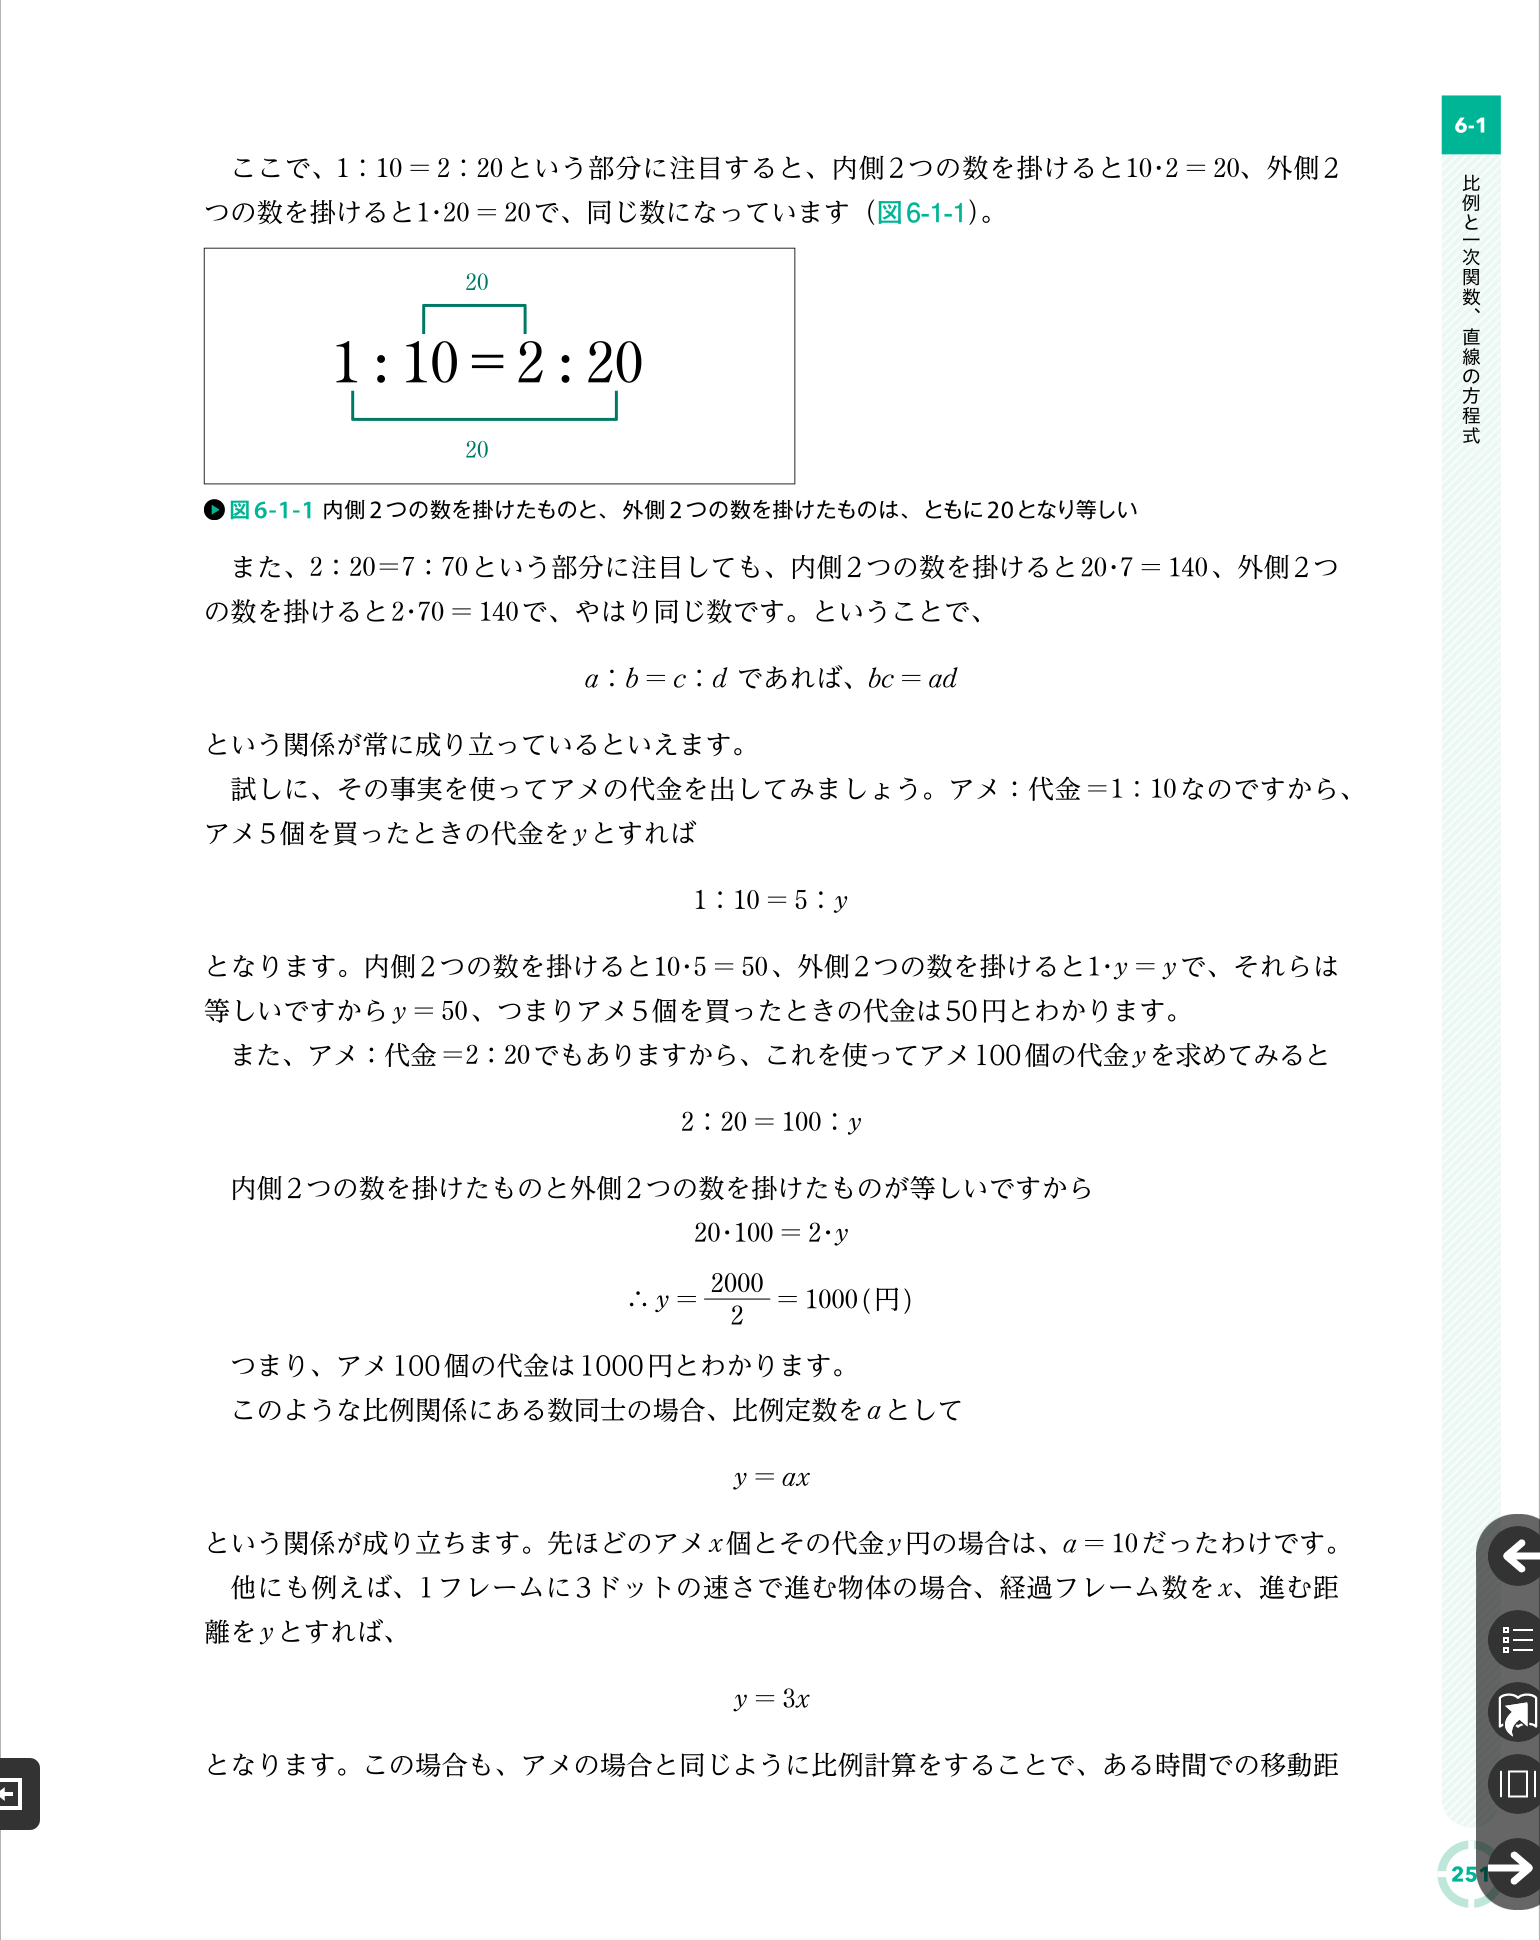 6-1
比例と一次関数、直線の方程式
ここで、1：10＝2：20という部分に注目すると、内側2つの数を掛けると10･2＝20、外側2
つの数を掛けると1･20＝20で、同じ数になっています（図6-1-1）。
20
1：10＝2：20
20
図6-1-1 内側2つの数を掛けたものと、外側2つの数を掛けたものは、ともに20となり等しい
また、2：20=7：70という部分に注目しても、内側2つの数を掛けると20･7＝140、外側2つ
の数を掛けると2･70＝140で、やはり同じ数です。ということで、
a：b＝c：d であれば、bc＝ad
という関係が常に成り立っているといえます。
試しに、その事実を使ってアメの代金を出してみましょう。アメ：代金＝1：10なのですから、
アメ5個を買ったときの代金をyとすれば
1：10＝5：y
となります。内側2つの数を掛けると10･5＝50、外側2つの数を掛けると1･y＝yで、それらは
等しいですからy＝50、つまりアメ5個を買ったときの代金は50円とわかります。
また、アメ：代金＝2：20でもありますから、これを使ってアメ100個の代金yを求めてみると
2：20＝100：y
内側2つの数を掛けたものと外側2つの数を掛けたものが等しいですから
20･100＝2･y
∴ y＝2000/2＝1000(円)
つまり、アメ100個の代金は1000円とわかります。
このような比例関係にある数同士の場合、比例定数をaとして
y＝ax
という関係が成り立ちます。先ほどのアメx個とその代金y円の場合は、a＝10だったわけです。
他にも例えば、1フレームに3ドットの速さで進む物体の場合、経過フレーム数をx、進む距
離をyとすれば、
y＝3x
となります。この場合も、アメの場合と同じように比例計算をすることで、ある時間での移動距
251